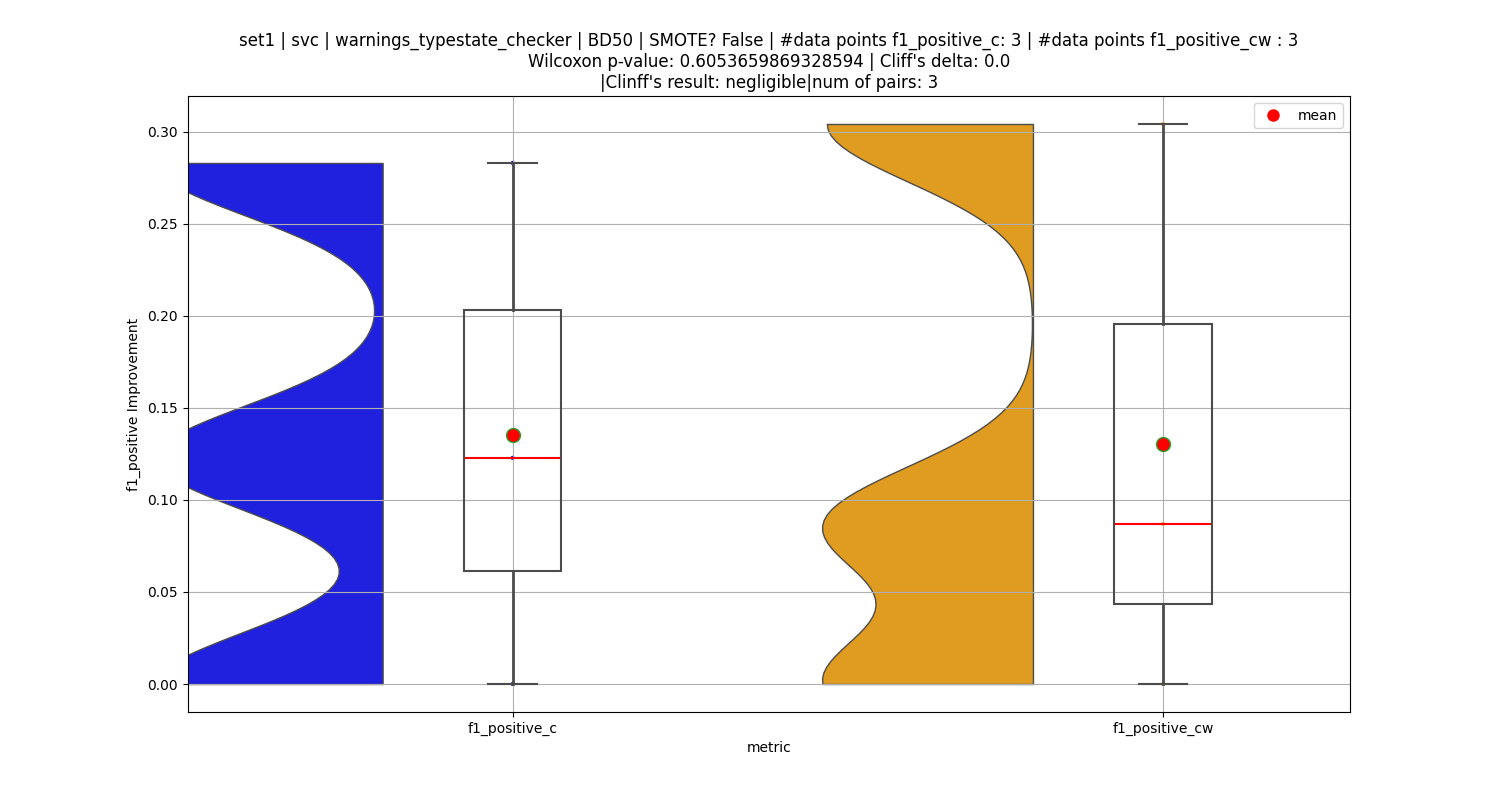 set1 | svc | warnings_typestate_checker | BD50 | SMOTE? False | #data points f1_positive_c: 3 | #data points f1_positive_cw : 3
Wilcoxon p-value: 0.6053659869328594 | Cliff's delta: 0.0
|Clinff's result: negligible|num of pairs: 3
mean
0.30
0.25
0.20
0.15
0.10
0.05
0.00
f1_positive Improvement
f1_positive_c
f1_positive_cw
metric